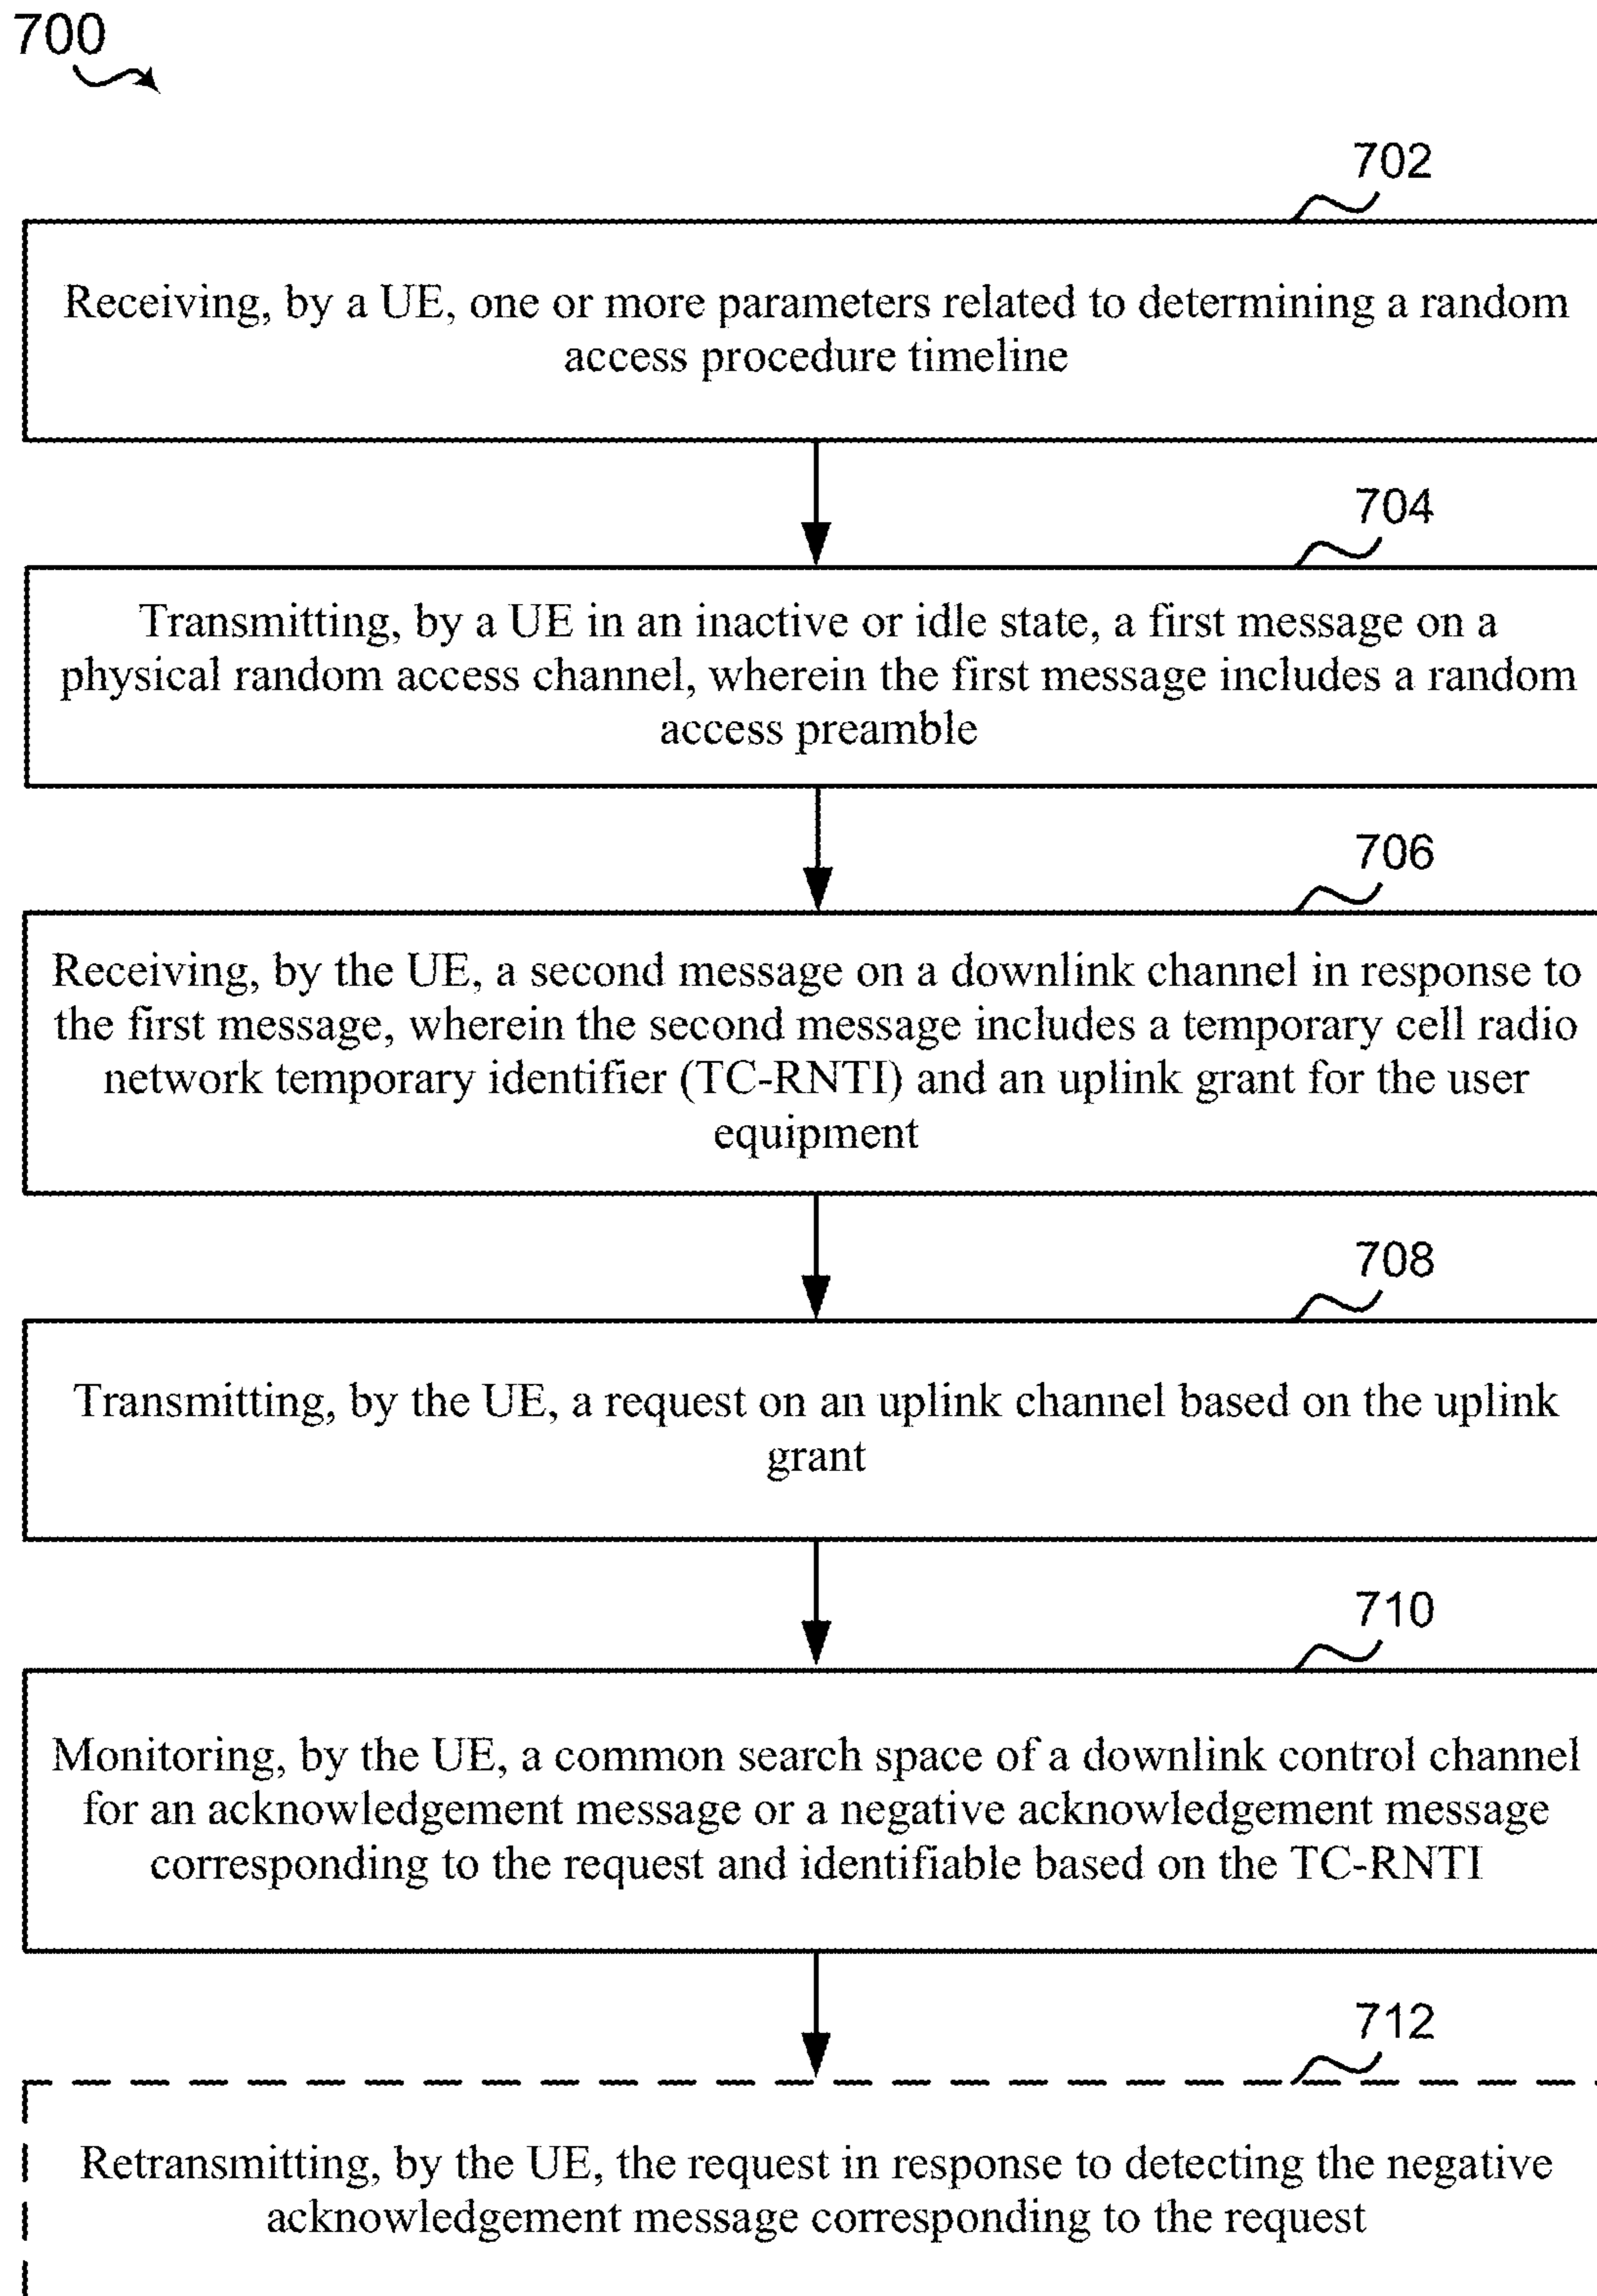 700
702
Receiving, by a UE, one or more parameters related to determining a random
access procedure timeline
704
Transmitting, by a UE in an inactive or idle state, a first message on a
physical random access channel, wherein the first message includes a random
access preamble
706
Receiving, by the UE, a second message on a downlink channel in response to
the first message, wherein the second message includes a temporary cell radio
network temporary identifier (TC-RNTI) and an uplink grant for the user
equipment
708
Transmitting, by the UE, a request on an uplink channel based on the uplink
grant
710
Monitoring, by the UE, a common search space of a downlink control channel
for an acknowledgement message or a negative acknowledgement message
corresponding to the request and identifiable based on the TC-RNTI
712
Retransmitting, by the UE, the request in response to detecting the negative
acknowledgement message corresponding to the request